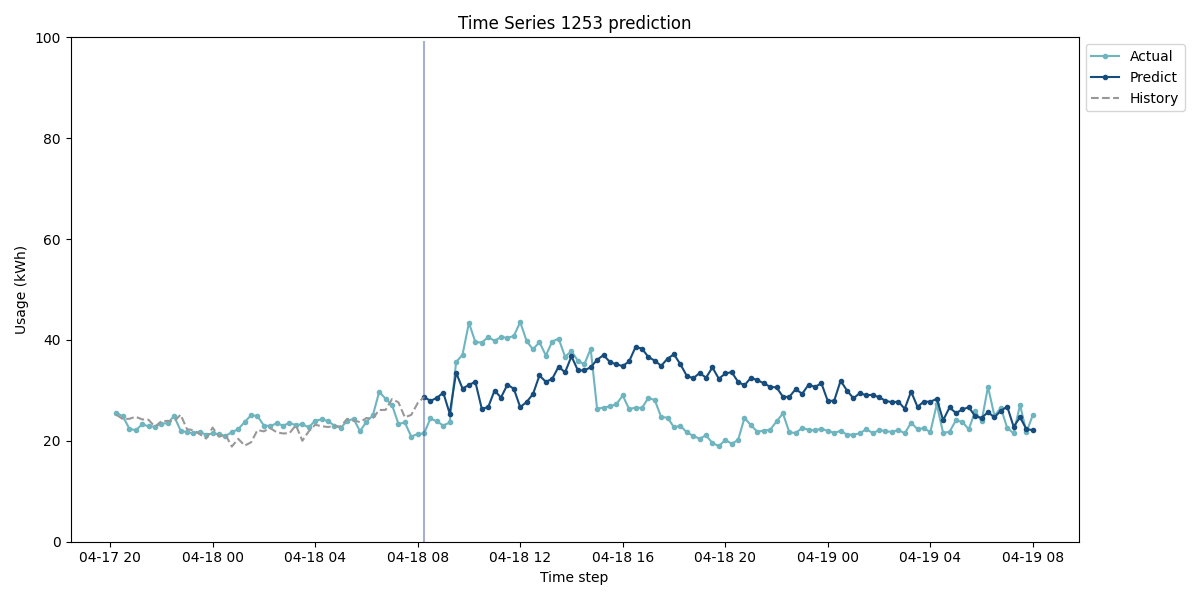 Time Series 1253 prediction
100
80
60
40
20
0
Usage (kWh)
04-17 20
04-18 00
04-18 04
04-18 08
04-18 12
04-18 16
04-18 20
04-19 00
04-19 04
04-19 08
Time step
Actual
Predict
History